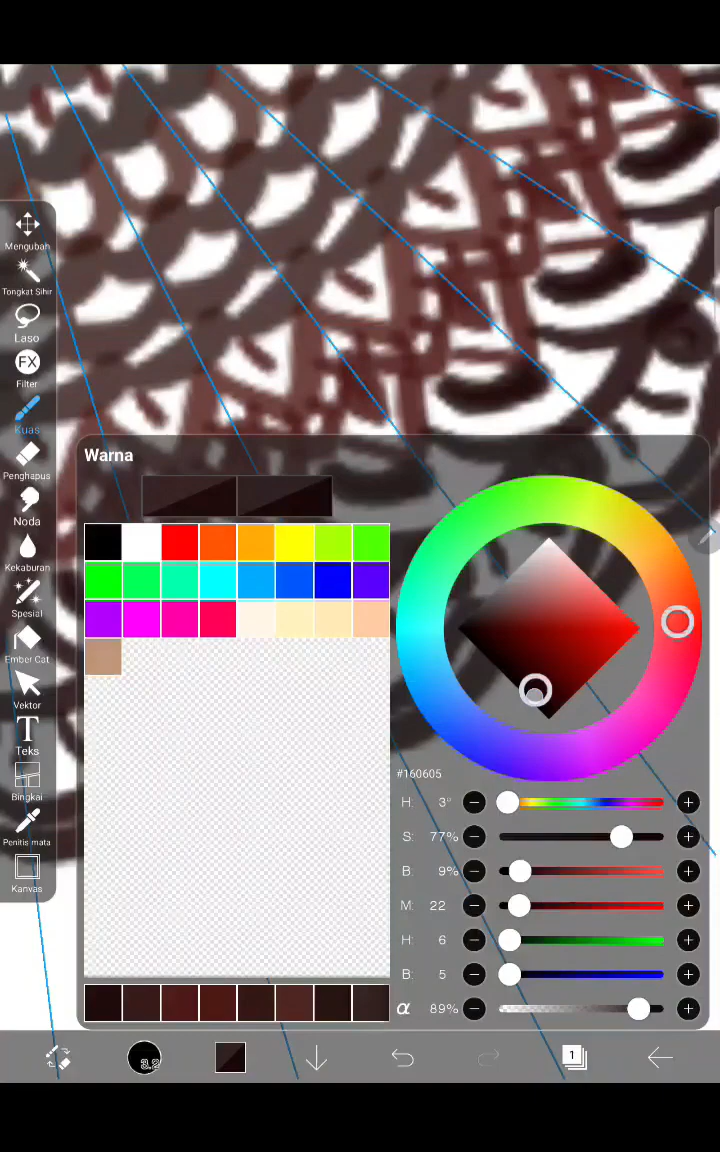 Mengubah
Tongkat Sihir
Laso
FX
Filter
Kuas
Penghapus
Noda
Kekaburan
Spesial
Ember Cat
Vektor
T
Teks
Bingkai
Penitis mata
Kanvas
Warna
#160605
H: 3°
S: 77%
B: 9%
M: 22
H: 6
B: 5
α 89%
3.2
1